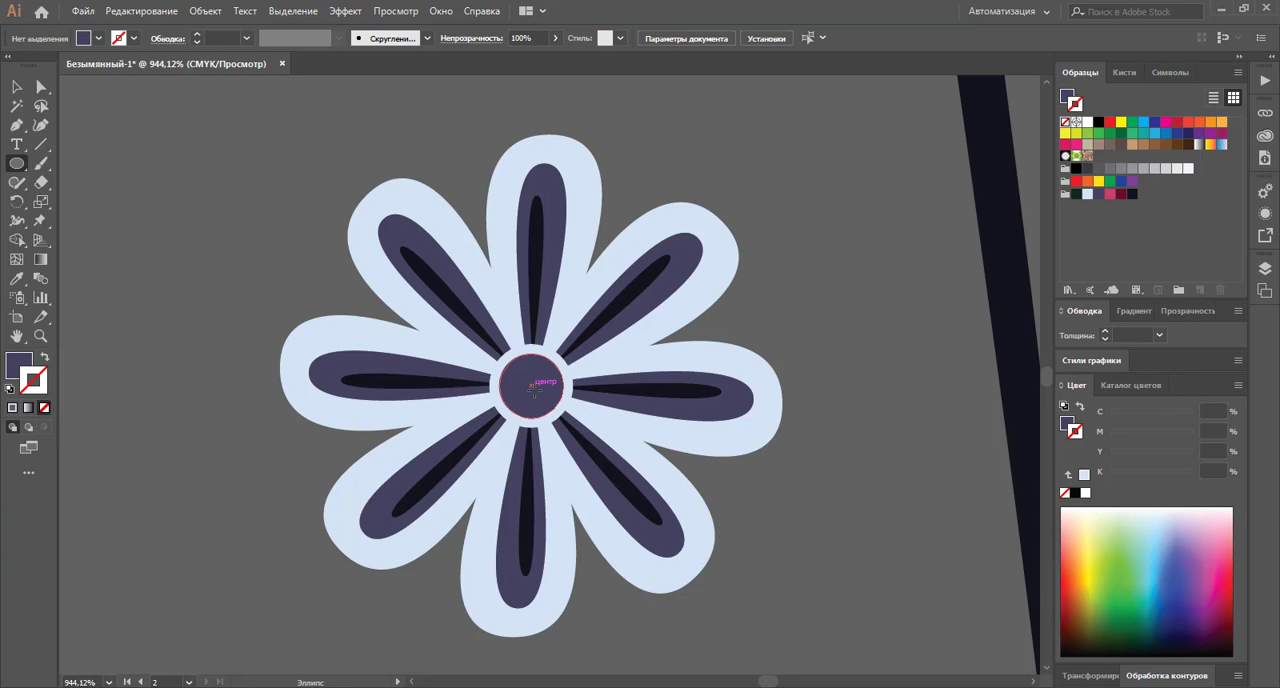 Ai Файл Редактирование Объект Текст Выделение Эффект Просмотр Окно Справка Автоматизация Поиск в Adobe Stock
Нет выделения Обводка: Скруглени... Непрозрачность: 100% Стиль: Параметры документа Установки
Безымянный-1* @ 944,12% (CMYK/Просмотр) ×
Образцы Кисти Символы
Обводка Градиент Прозрачность
Толщина:
Стили графики
Цвет Каталог цветов
C %
M %
Y %
K %
центр
944,12% 2 Эллипс
Трансформир Обработка контуров